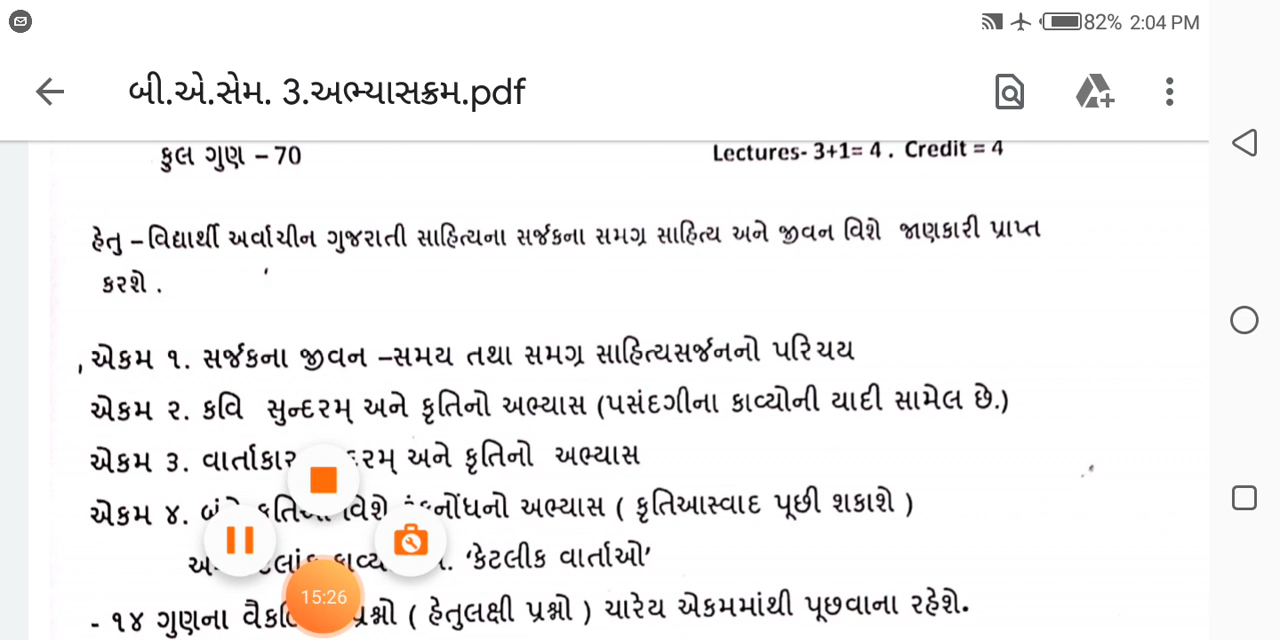 82% 2:04 PM
બી.એ.સેમ. 3.અભ્યાસક્રમ.pdf
કુલ ગુણ – 70 Lectures- 3+1= 4 . Credit = 4
હેતુ – વિદ્યાર્થી અર્વાચીન ગુજરાતી સાહિત્યના સર્જકના સમગ્ર સાહિત્ય અને જીવન વિશે જાણકારી પ્રાપ્ત
કરશે .
એકમ ૧. સર્જકના જીવન –સમય તથા સમગ્ર સાહિત્યસર્જનનો પરિચય
એકમ ૨. કવિ સુન્દરમ્ અને કૃતિનો અભ્યાસ (પસંદગીના કાવ્યોની યાદી સામેલ છે.)
એકમ 3. વાર્તાકાર અને કૃતિનો અભ્યાસ
એકમ ૪. વિશે અભ્યાસ ( કૃતિઆસ્વાદ પૂછી શકાશે )
‘કેટલીક વાર્તાઓ’
- ૧૪ ગુણના પ્રશ્નો ( હેતુલક્ષી પ્રશ્નો ) ચારેય એકમમાંથી પૂછવાના રહેશે.
15:26